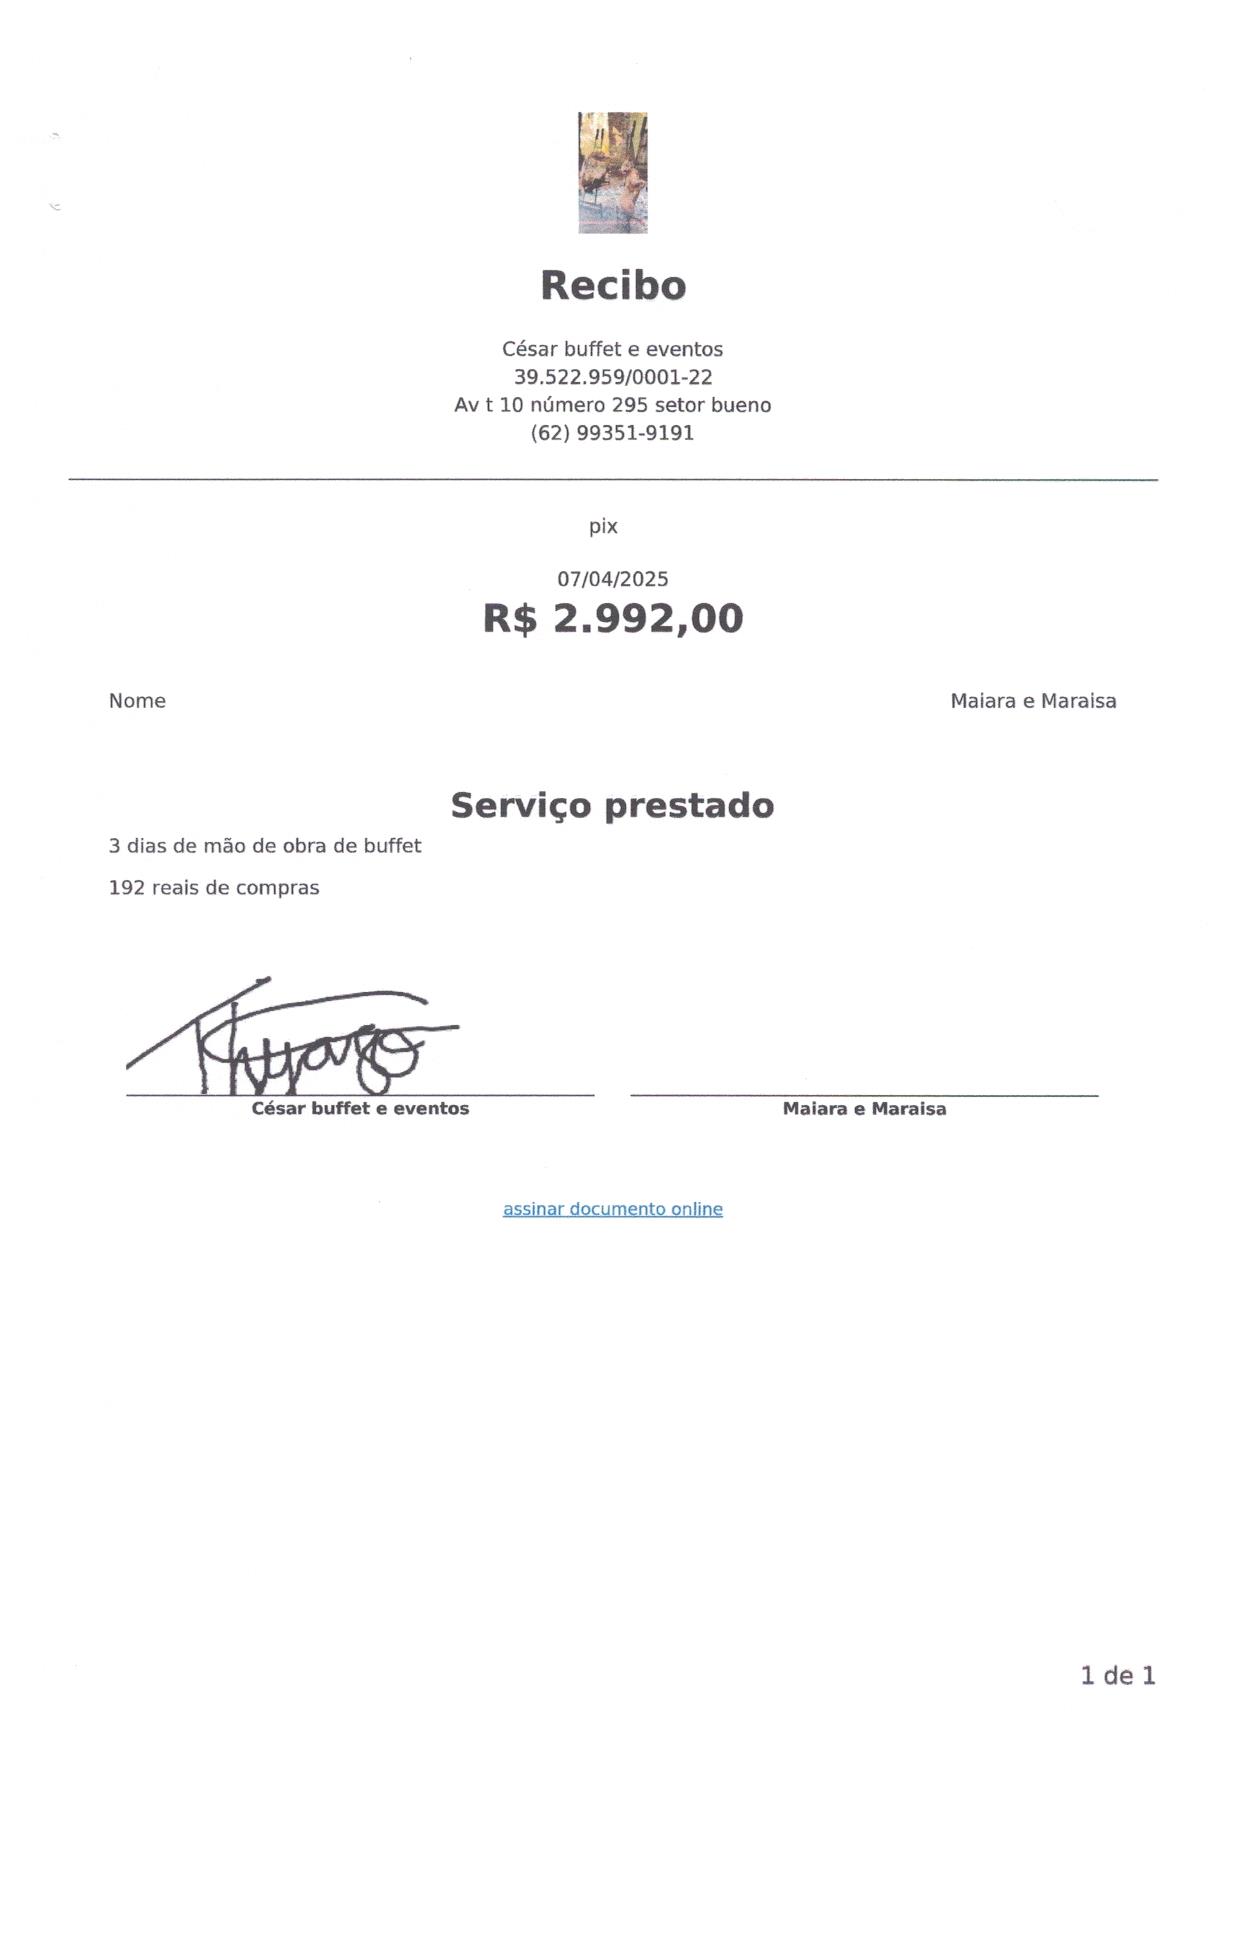 Recibo
César buffet e eventos
39.522.959/0001-22
Av t 10 número 295 setor bueno
(62) 99351-9191
pix
07/04/2025
R$ 2.992,00
Nome Maiara e Maraisa
Serviço prestado
3 dias de mão de obra de buffet
192 reais de compras
Thyago
César buffet e eventos Maiara e Maraisa
assinar documento online
1 de 1